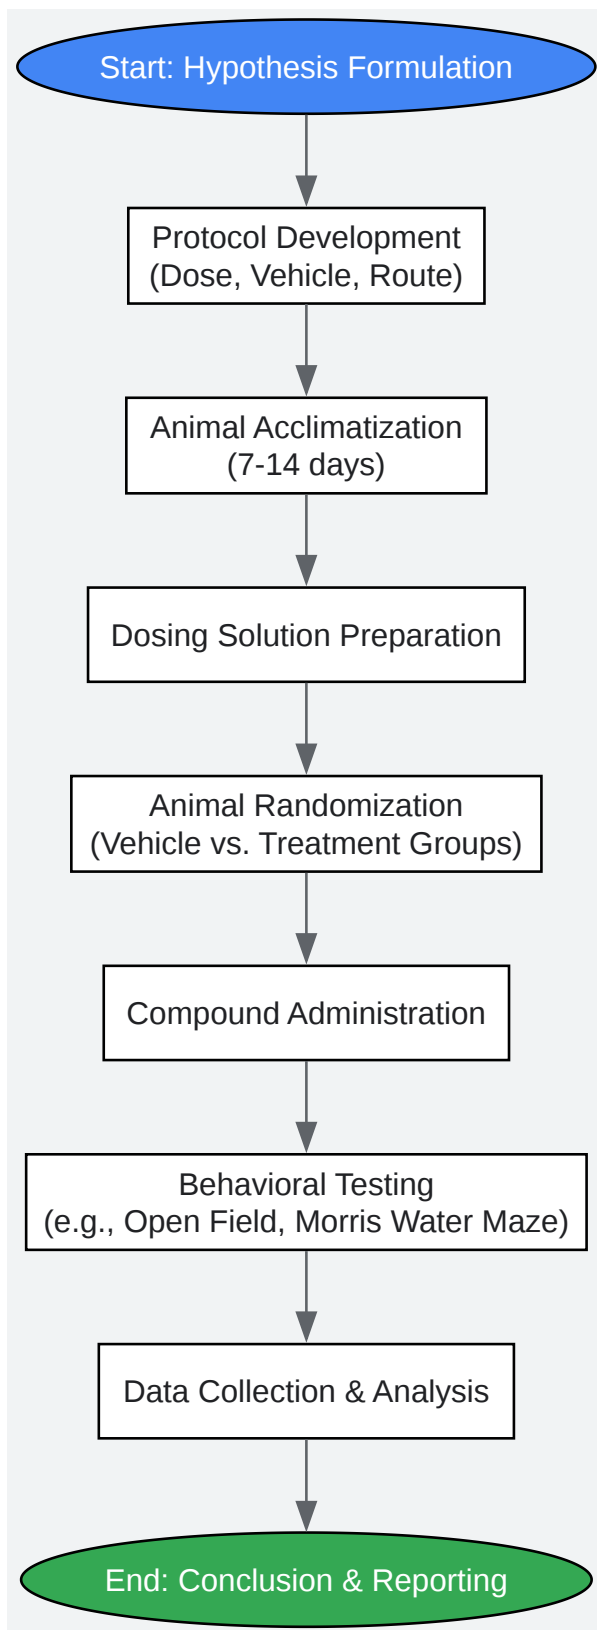 Start: Hypothesis Formulation
Protocol Development
(Dose, Vehicle, Route)
Animal Acclimatization
(7-14 days)
Dosing Solution Preparation
Animal Randomization
(Vehicle vs. Treatment Groups)
Compound Administration
Behavioral Testing
(e.g., Open Field, Morris Water Maze)
Data Collection & Analysis
End: Conclusion & Reporting